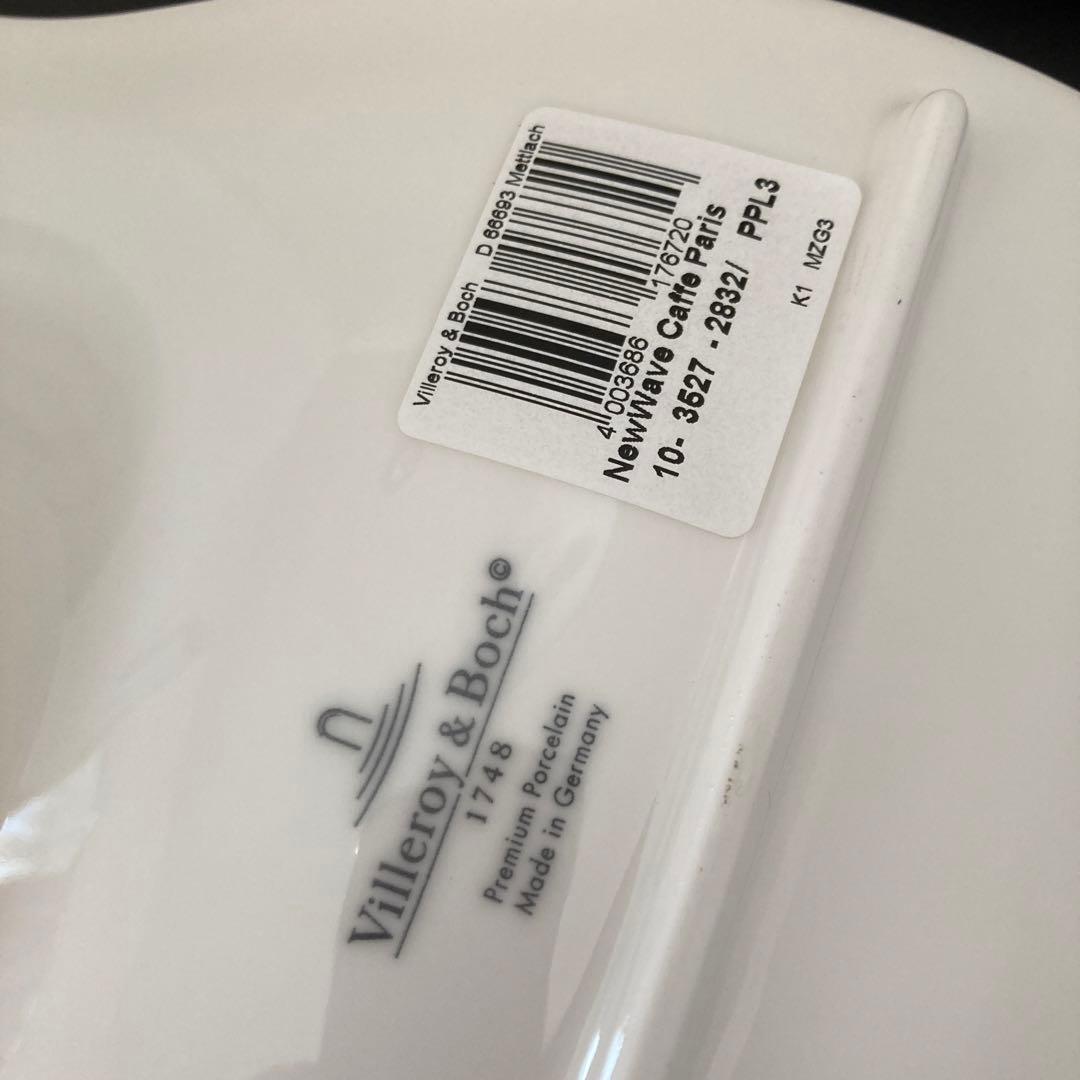 Villeroy & Boch D 66693 Mettlach
4 003686 176720
NewWave Caffe Paris
10- 3527 - 2832/ PPL3
K1 MZG3
Villeroy & Boch©
1748
Premium Porcelain
Made in Germany